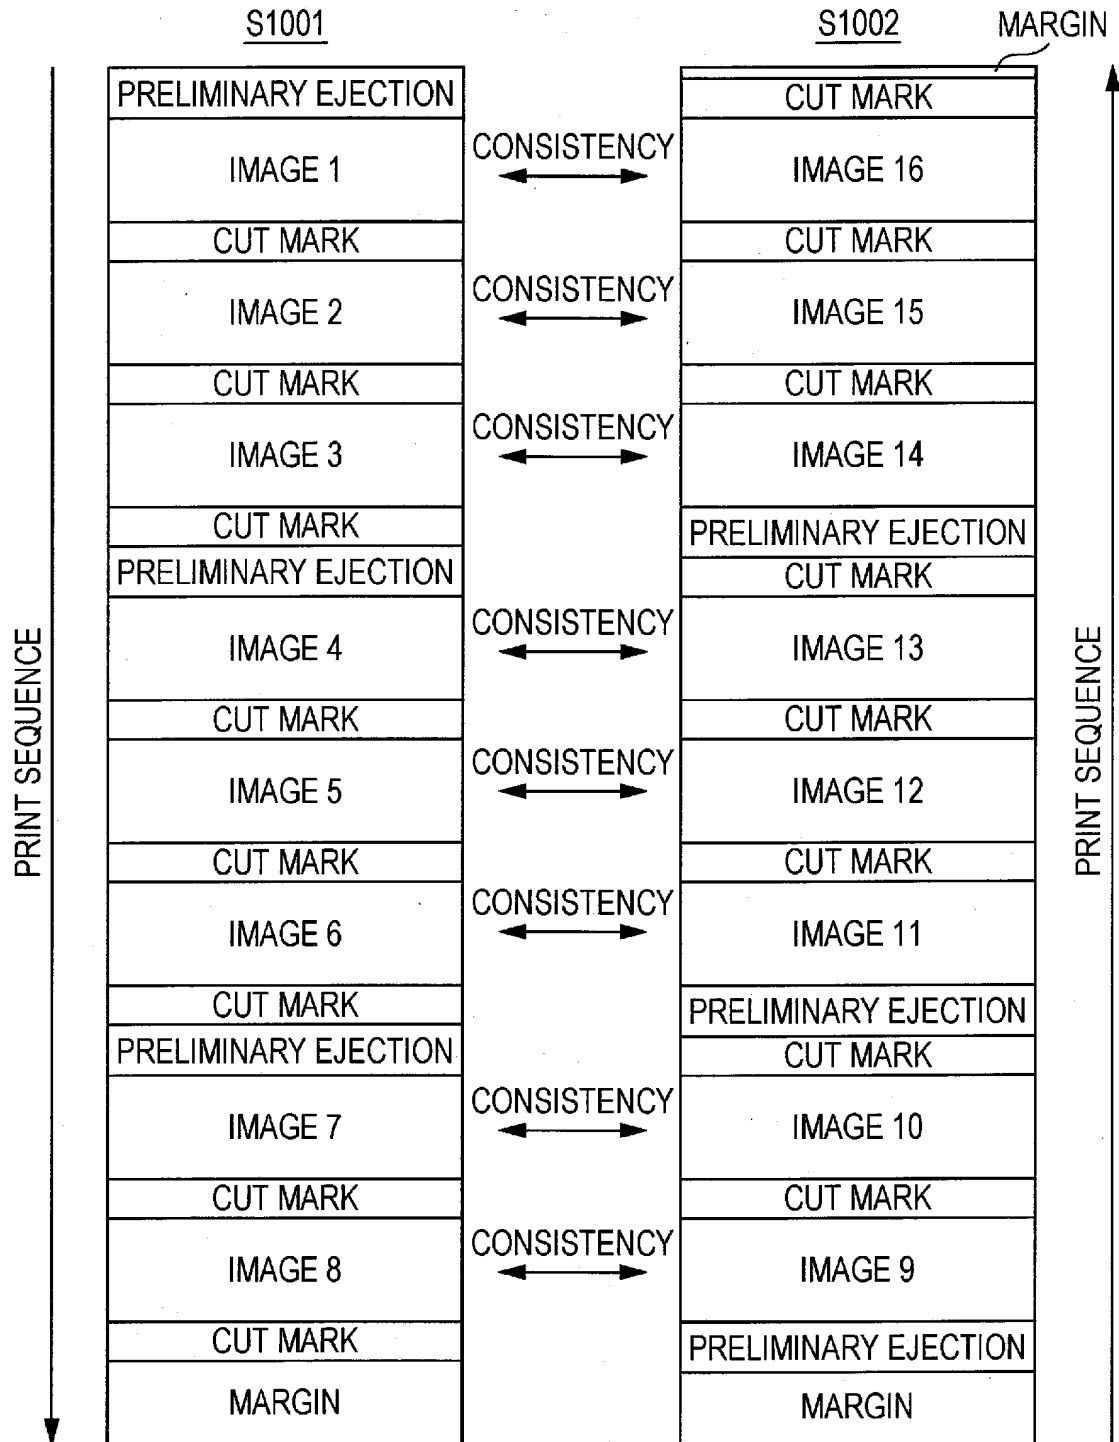 S1001
S1002
MARGIN
PRELIMINARY EJECTION
CUT MARK
IMAGE 1
CONSISTENCY
IMAGE 16
CUT MARK
CUT MARK
IMAGE 2
CONSISTENCY
IMAGE 15
CUT MARK
CUT MARK
IMAGE 3
CONSISTENCY
IMAGE 14
CUT MARK
PRELIMINARY EJECTION
PRELIMINARY EJECTION
CUT MARK
IMAGE 4
CONSISTENCY
IMAGE 13
CUT MARK
CUT MARK
PRINT SEQUENCE
PRINT SEQUENCE
IMAGE 5
CONSISTENCY
IMAGE 12
CUT MARK
CUT MARK
IMAGE 6
CONSISTENCY
IMAGE 11
CUT MARK
PRELIMINARY EJECTION
PRELIMINARY EJECTION
CUT MARK
IMAGE 7
CONSISTENCY
IMAGE 10
CUT MARK
CUT MARK
IMAGE 8
CONSISTENCY
IMAGE 9
CUT MARK
PRELIMINARY EJECTION
MARGIN
MARGIN